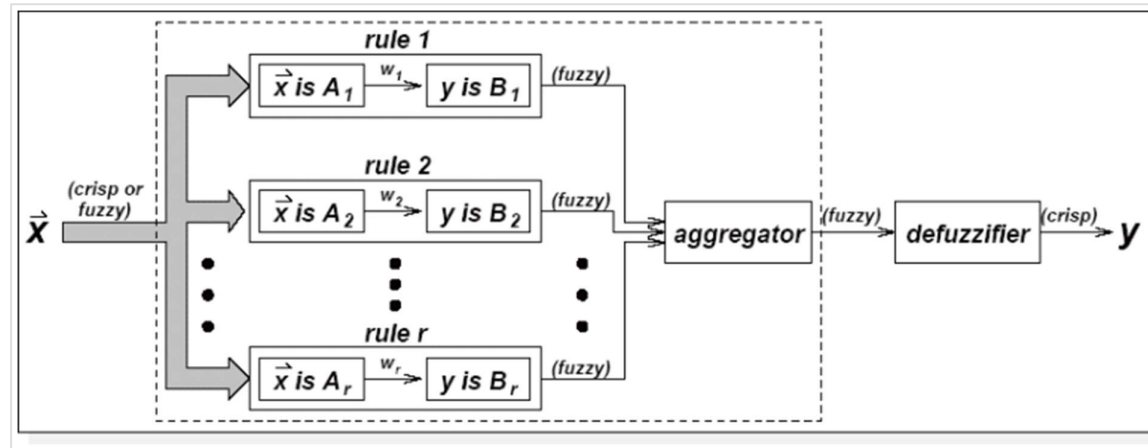 rule 1
x⃗ is A₁
w₁
y is B₁
(fuzzy)
rule 2
x⃗ is A₂
w₂
y is B₂
(fuzzy)
(crisp or
fuzzy)
x⃗
aggregator
(fuzzy)
defuzzifier
(crisp)
y
rule r
x⃗ is Aᵣ
wᵣ
y is Bᵣ
(fuzzy)